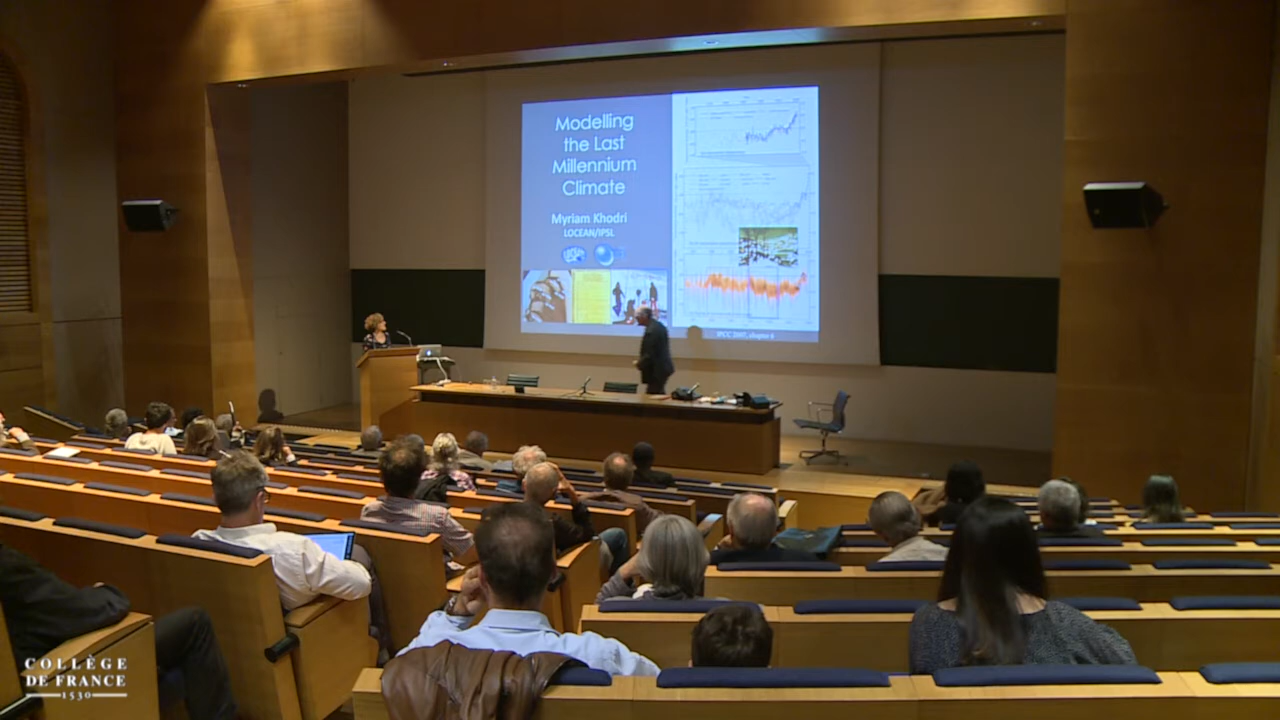 Modelling
the Last
Millennium
Climate
Myriam Khodri
LOCEAN/IPSL
IPCC 2007, chapter 6
COLLÈGE
DE FRANCE
1530